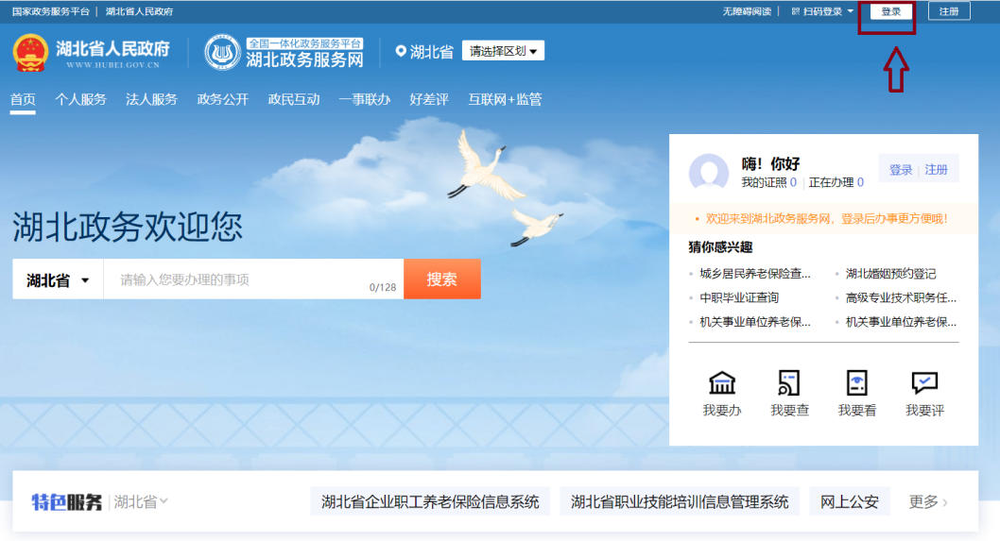 国家政务服务平台 | 湖北省人民政府 无障碍阅读 | 扫码登录 登录 注册
湖北省人民政府
WWW.HUBEI.GOV.CN
全国一体化政务服务平台
湖北政务服务网
湖北省 请选择区划
首页 个人服务 法人服务 政务公开 政民互动 一事联办 好差评 互联网+监管
嗨！你好
我的证照 0 | 正在办理 0
登录 | 注册
• 欢迎来到湖北政务服务网，登录后办事更方便哦！
湖北政务欢迎您
湖北省 请输入您要办理的事项 0/128 搜索
猜你感兴趣
城乡居民养老保险查... 湖北婚姻预约登记
中职毕业证查询 高级专业技术职务任...
机关事业单位养老保... 机关事业单位养老保...
我要办 我要查 我要看 我要评
特色服务 | 湖北省 湖北省企业职工养老保险信息系统 湖北省职业技能培训信息管理系统 网上公安 更多